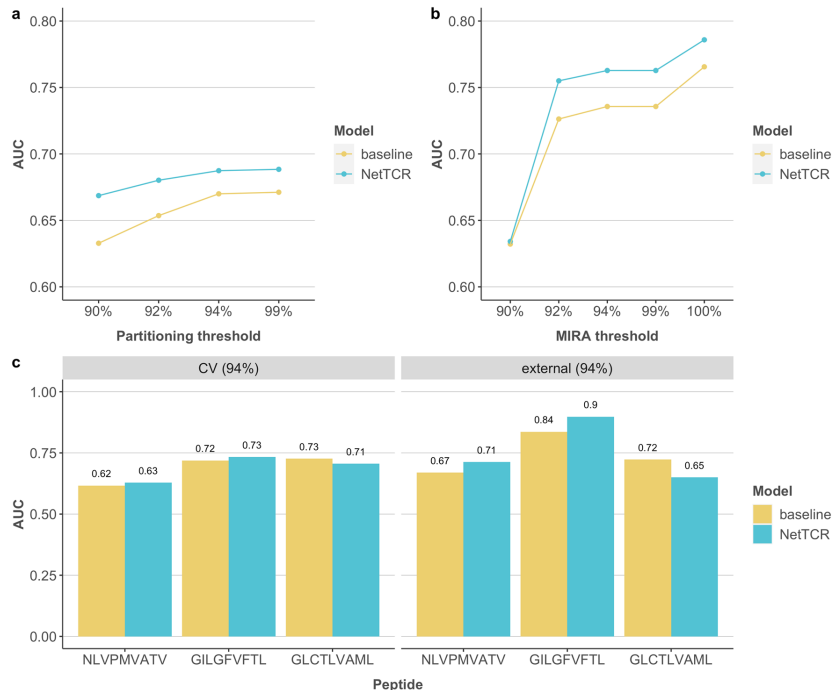 a
0.80
0.75
0.70
0.65
0.60
AUC
90% 92% 94% 99%
Partitioning threshold
Model
baseline
NetTCR
b
0.80
0.75
0.70
0.65
0.60
AUC
90% 92% 94% 99% 100%
MIRA threshold
Model
baseline
NetTCR
c
CV (94%)
external (94%)
1.00
0.75
0.50
0.25
0.00
AUC
0.62 0.63 0.72 0.73 0.73 0.71
0.67 0.71 0.84 0.9 0.72 0.65
NLVPMVATV GILGFVFTL GLCTLVAML
NLVPMVATV GILGFVFTL GLCTLVAML
Peptide
Model
baseline
NetTCR